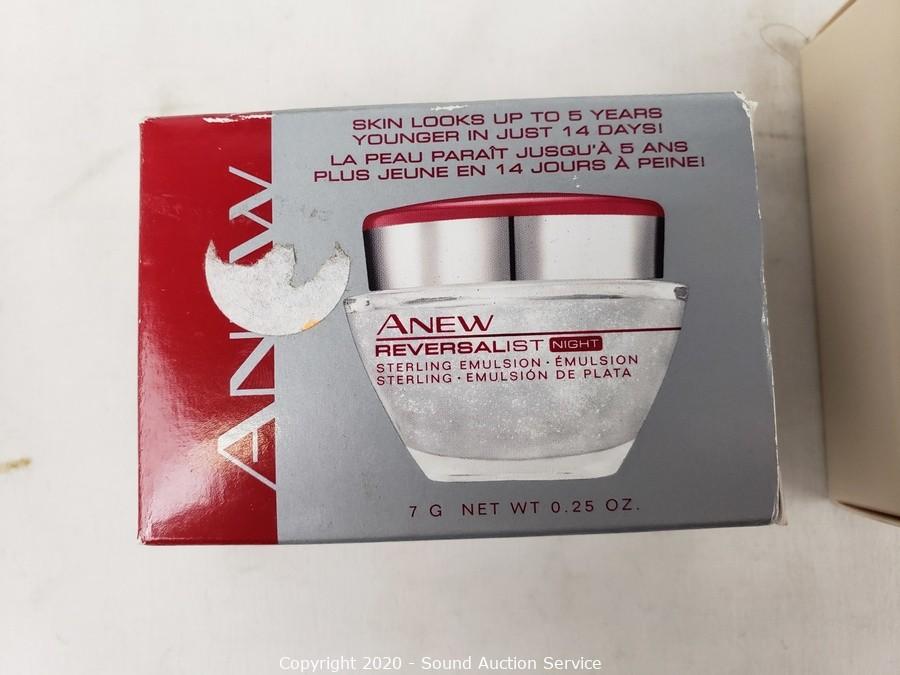 SKIN LOOKS UP TO 5 YEARS
YOUNGER IN JUST 14 DAYS!
LA PEAU PARAÎT JUSQU'À 5 ANS
PLUS JEUNE EN 14 JOURS À PEINE!
ANEW
ANEW
REVERSALIST NIGHT
STERLING EMULSION · ÉMULSION
STERLING · EMULSIÓN DE PLATA
7 G NET WT 0.25 OZ.
Copyright 2020 - Sound Auction Service